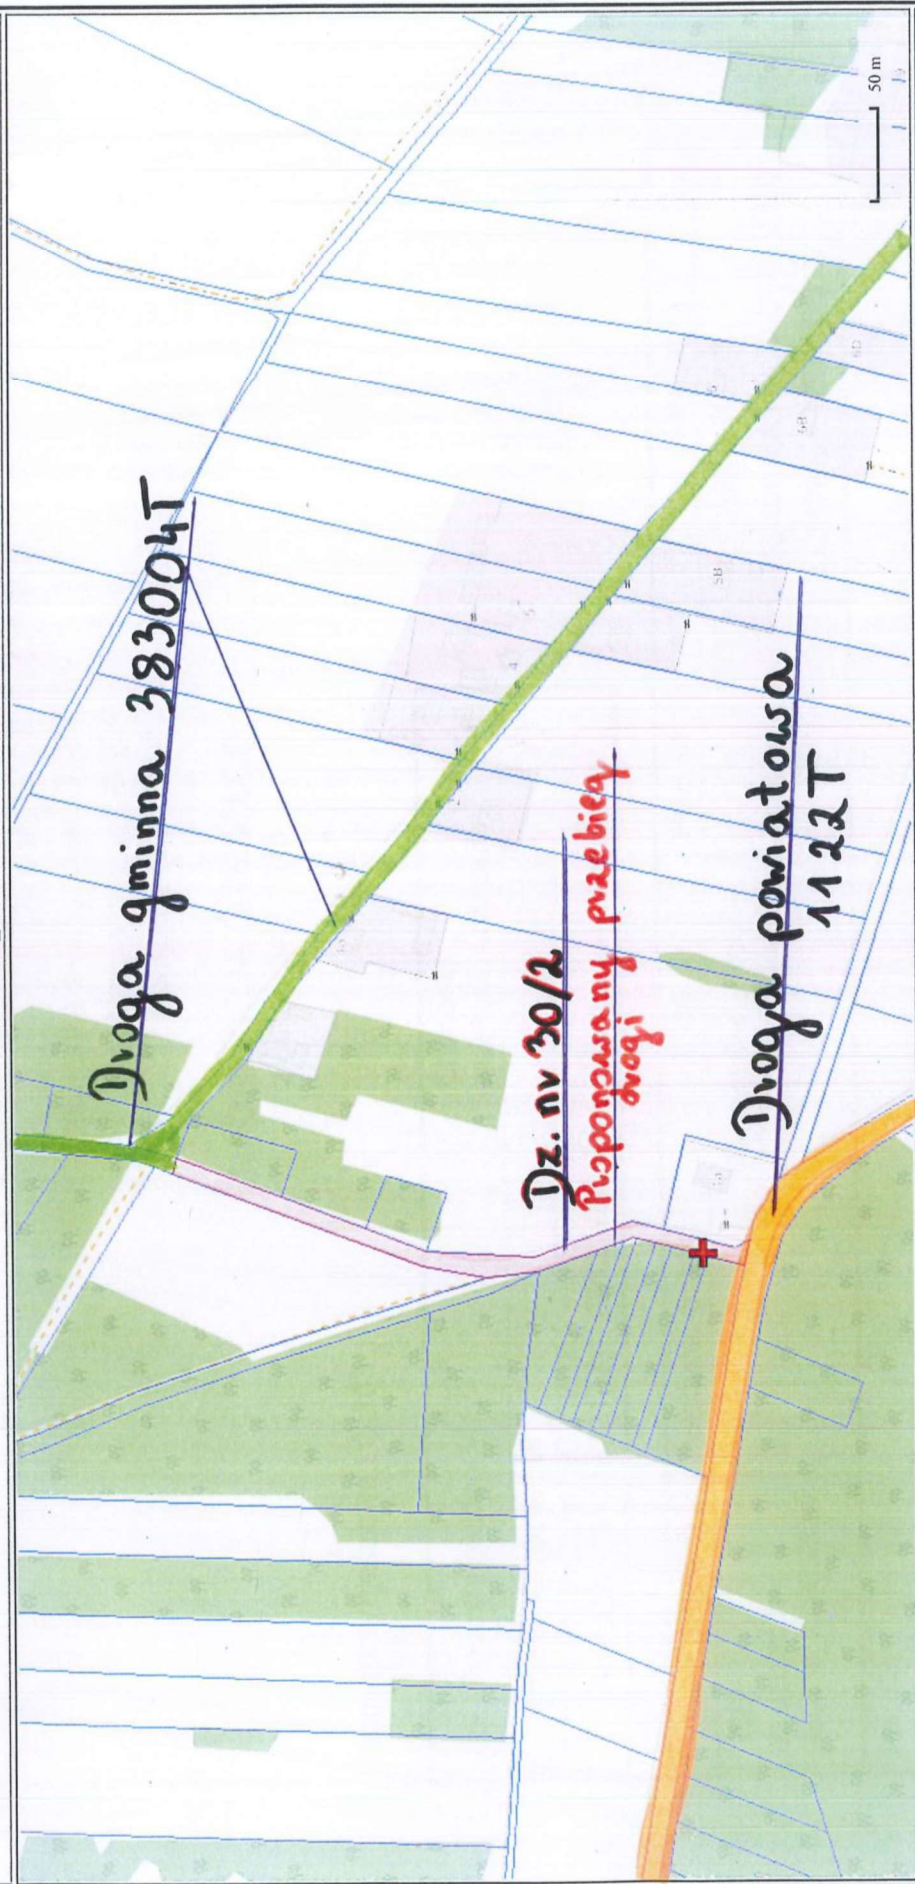 Droga gminna 383004T
Dz. nr 30/2
Proponowany przebieg
drogi
Droga powiatowa
1122T
50 m